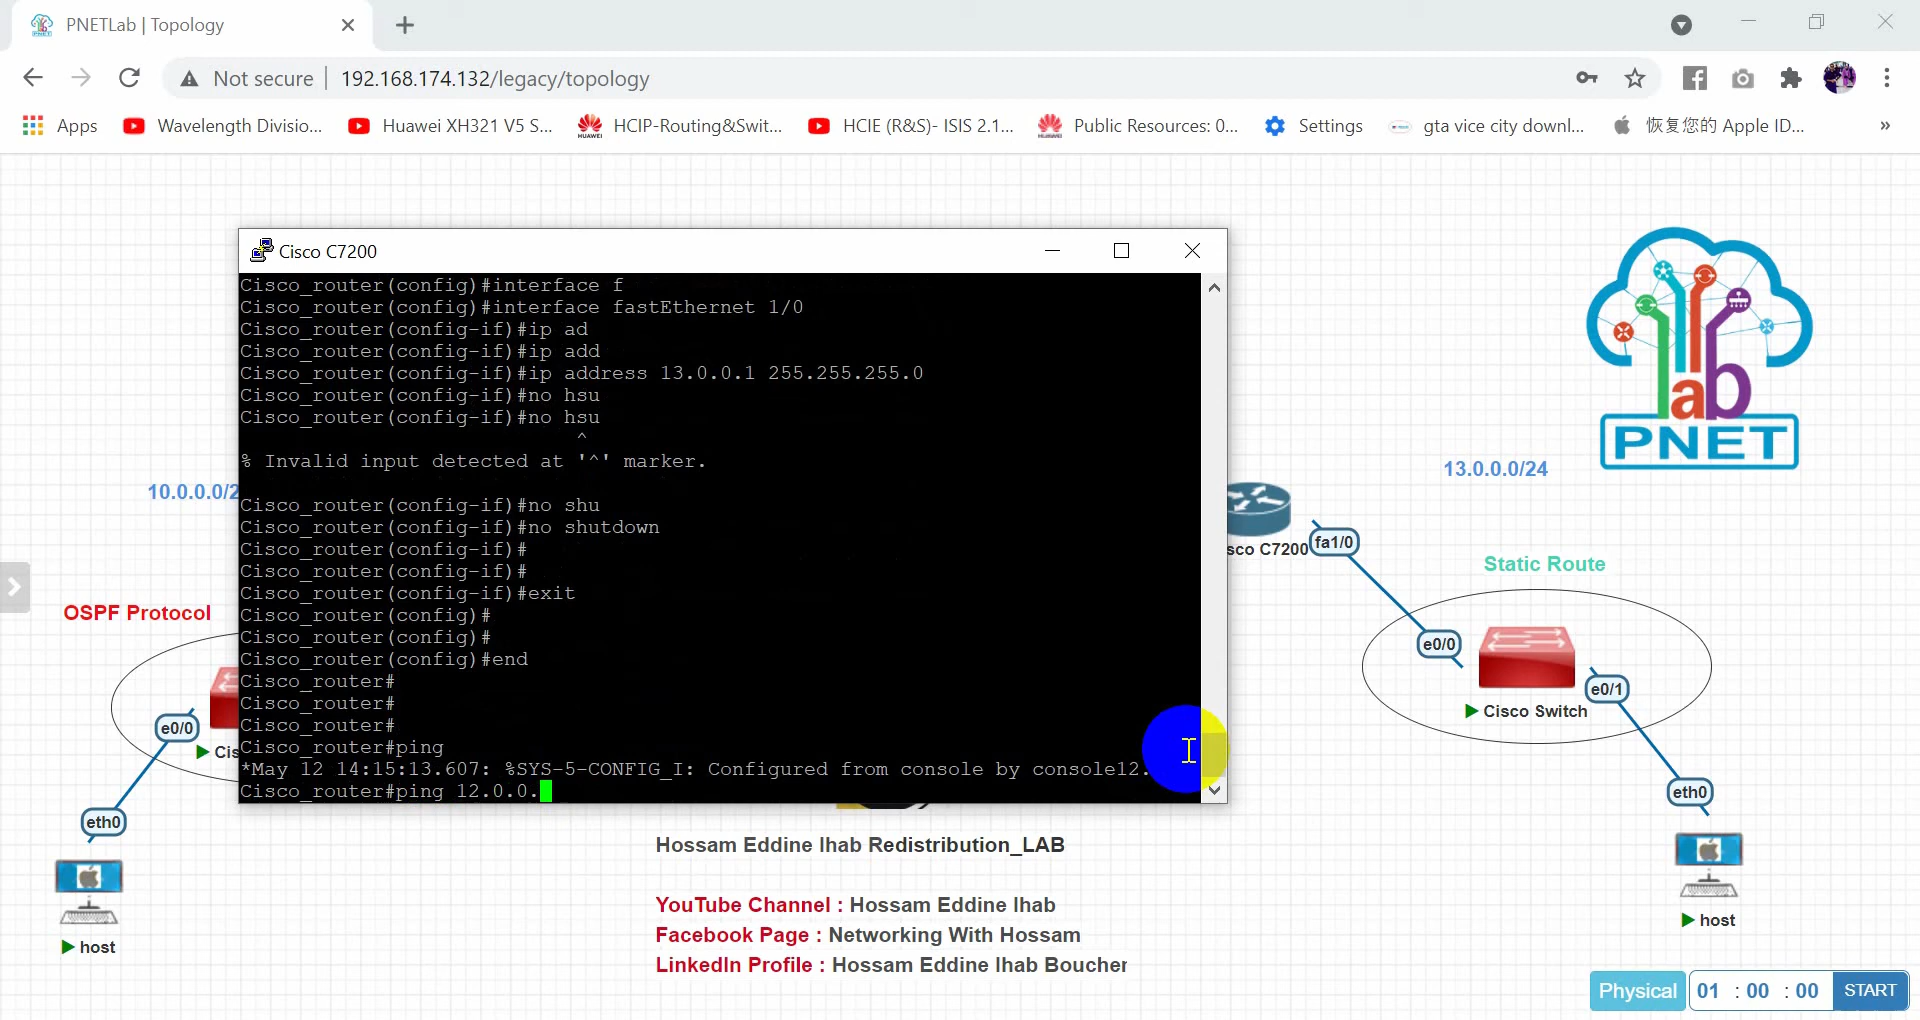 PNETLab | Topology
Not secure | 192.168.174.132/legacy/topology
Apps Wavelength Divisio... Huawei XH321 V5 S... HCIP-Routing&Swit... HCIE (R&S)- ISIS 2.1... Public Resources: 0... Settings gta vice city downl... 恢复您的 Apple ID... »
Cisco C7200
Cisco_router(config)#interface f
Cisco_router(config)#interface fastEthernet 1/0
Cisco_router(config-if)#ip ad
Cisco_router(config-if)#ip add
Cisco_router(config-if)#ip address 13.0.0.1 255.255.255.0
Cisco_router(config-if)#no hsu
Cisco_router(config-if)#no hsu
^
% Invalid input detected at '^' marker.
Cisco_router(config-if)#no shu
Cisco_router(config-if)#no shutdown
Cisco_router(config-if)#
Cisco_router(config-if)#
Cisco_router(config-if)#exit
Cisco_router(config)#
Cisco_router(config)#
Cisco_router(config)#end
Cisco_router#
Cisco_router#
Cisco_router#
Cisco_router#ping
*May 12 14:15:13.607: %SYS-5-CONFIG_I: Configured from console by console12.
Cisco_router#ping 12.0.0.
10.0.0.0/2
OSPF Protocol
e0/0
Cis
eth0
host
lab
PNET
13.0.0.0/24
sco C7200
fa1/0
Static Route
e0/0
e0/1
Cisco Switch
eth0
host
Hossam Eddine Ihab Redistribution_LAB
YouTube Channel : Hossam Eddine Ihab
Facebook Page : Networking With Hossam
LinkedIn Profile : Hossam Eddine Ihab Boucher
Physical 01 : 00 : 00 START